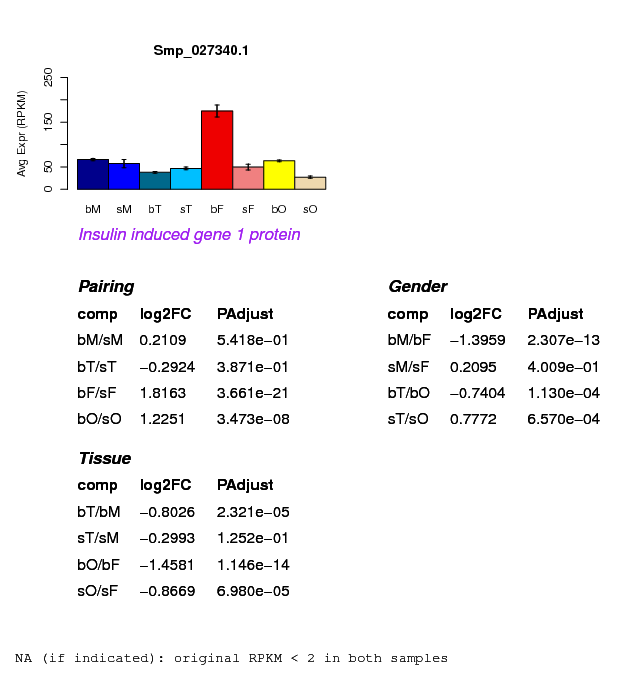 Smp_027340.1
Avg Expr (RPKM)
250
150
50
0
bM sM bT sT bF sF bO sO
Insulin induced gene 1 protein
Pairing
comp log2FC PAdjust
bM/sM 0.2109 5.418e−01
bT/sT −0.2924 3.871e−01
bF/sF 1.8163 3.661e−21
bO/sO 1.2251 3.473e−08
Gender
comp log2FC PAdjust
bM/bF −1.3959 2.307e−13
sM/sF 0.2095 4.009e−01
bT/bO −0.7404 1.130e−04
sT/sO 0.7772 6.570e−04
Tissue
comp log2FC PAdjust
bT/bM −0.8026 2.321e−05
sT/sM −0.2993 1.252e−01
bO/bF −1.4581 1.146e−14
sO/sF −0.8669 6.980e−05
NA (if indicated): original RPKM < 2 in both samples